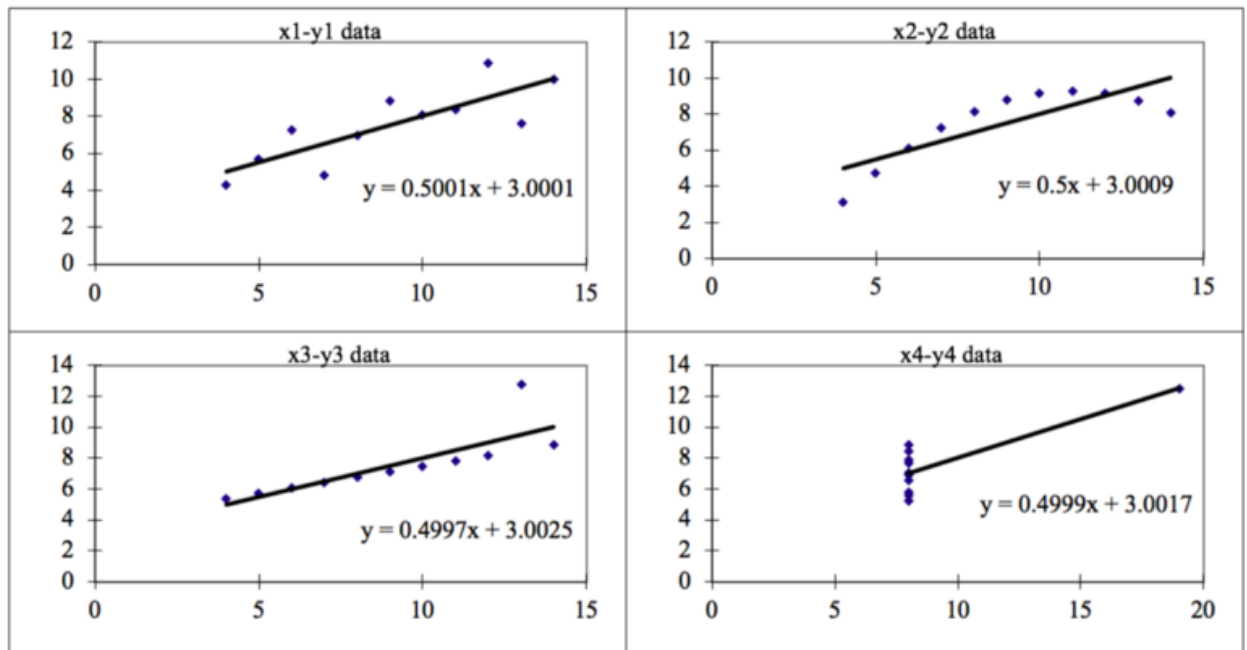 x1-y1 data
12
10
8
6
4
2
0
y = 0.5001x + 3.0001
0 5 10 15
x2-y2 data
12
10
8
6
4
2
0
y = 0.5x + 3.0009
0 5 10 15
x3-y3 data
14
12
10
8
6
4
2
0
y = 0.4997x + 3.0025
0 5 10 15
x4-y4 data
14
12
10
8
6
4
2
0
y = 0.4999x + 3.0017
0 5 10 15 20